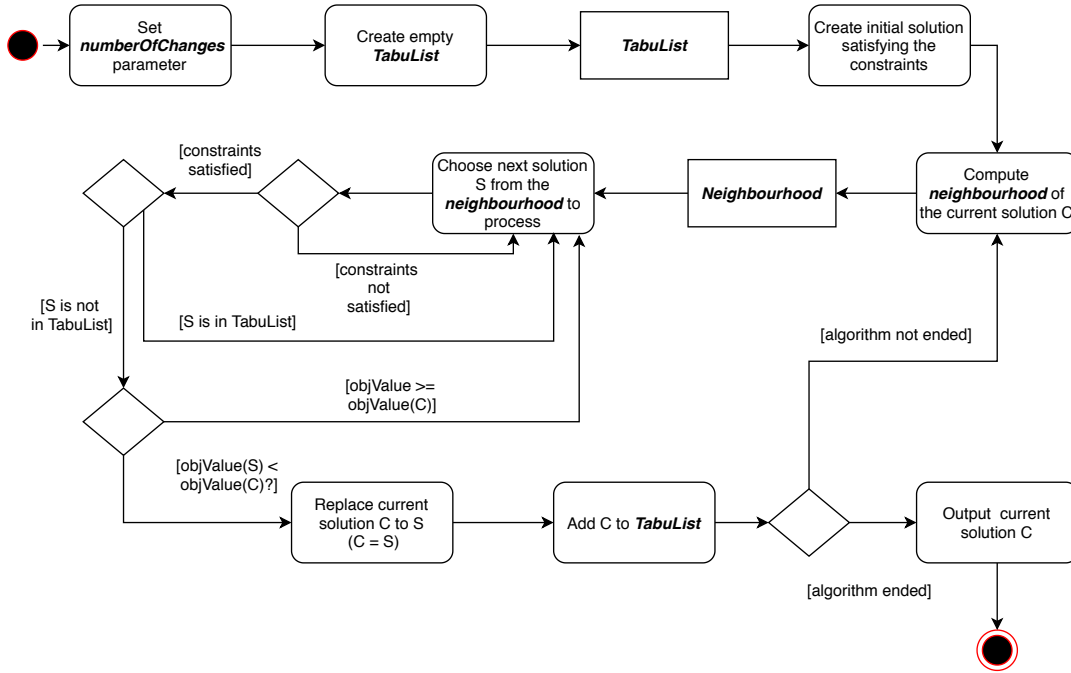 Set
numberOfChanges
parameter
Create empty
TabuList
TabuList
Create initial solution
satisfying the
constraints
[constraints
satisfied]
Choose next solution
S from the
neighbourhood to
process
Neighbourhood
Compute
neighbourhood of
the current solution C
[constraints
not
satisfied]
[S is not
in TabuList]
[S is in TabuList]
[algorithm not ended]
[objValue >=
objValue(C)]
[objValue(S) <
objValue(C)?]
Replace current
solution C to S
(C = S)
Add C to TabuList
Output current
solution C
[algorithm ended]